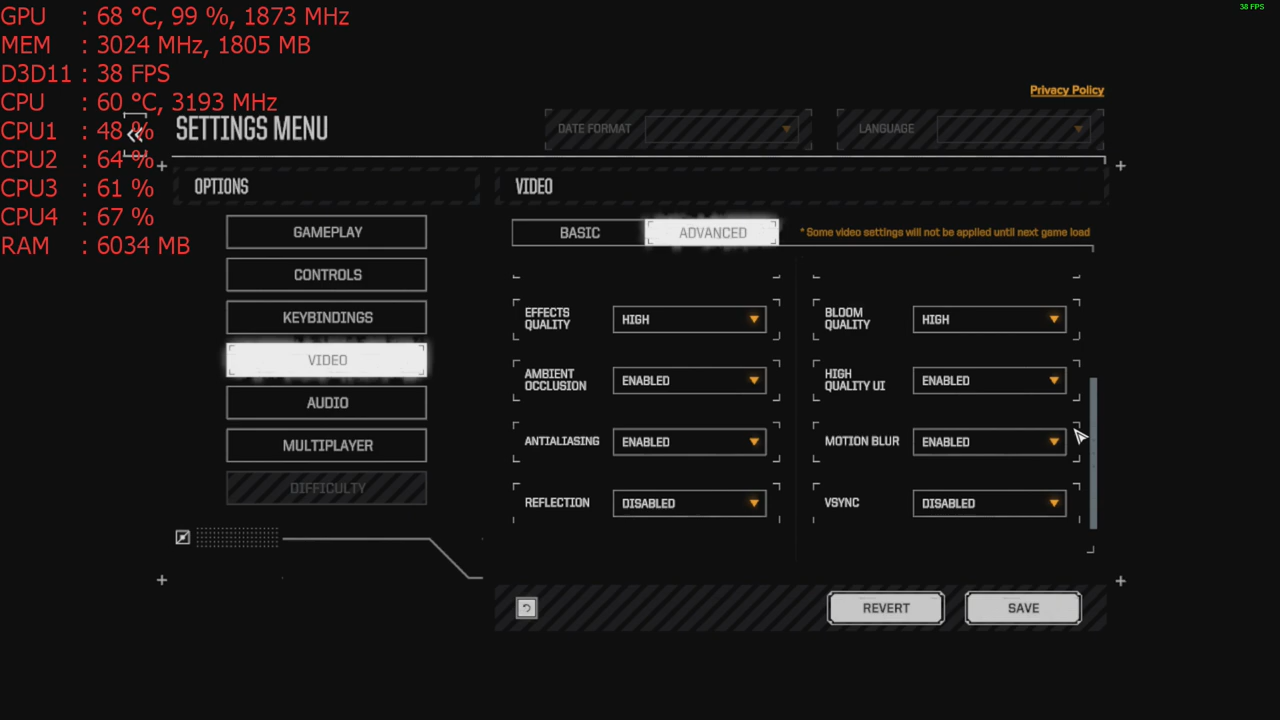 GPU : 68 °C, 99 %, 1873 MHz
MEM : 3024 MHz, 1805 MB
D3D11 : 38 FPS
CPU : 60 °C, 3193 MHz
CPU1 : 48 %
CPU2 : 64 %
CPU3 : 61 %
CPU4 : 67 %
RAM : 6034 MB
38 FPS
Privacy Policy
SETTINGS MENU
DATE FORMAT
LANGUAGE
OPTIONS
GAMEPLAY
CONTROLS
KEYBINDINGS
VIDEO
AUDIO
MULTIPLAYER
DIFFICULTY
VIDEO
BASIC
ADVANCED
* Some video settings will not be applied until next game load
EFFECTS
QUALITY
HIGH
BLOOM
QUALITY
HIGH
AMBIENT
OCCLUSION
ENABLED
HIGH
QUALITY UI
ENABLED
ANTIALIASING
ENABLED
MOTION BLUR
ENABLED
REFLECTION
DISABLED
VSYNC
DISABLED
REVERT
SAVE